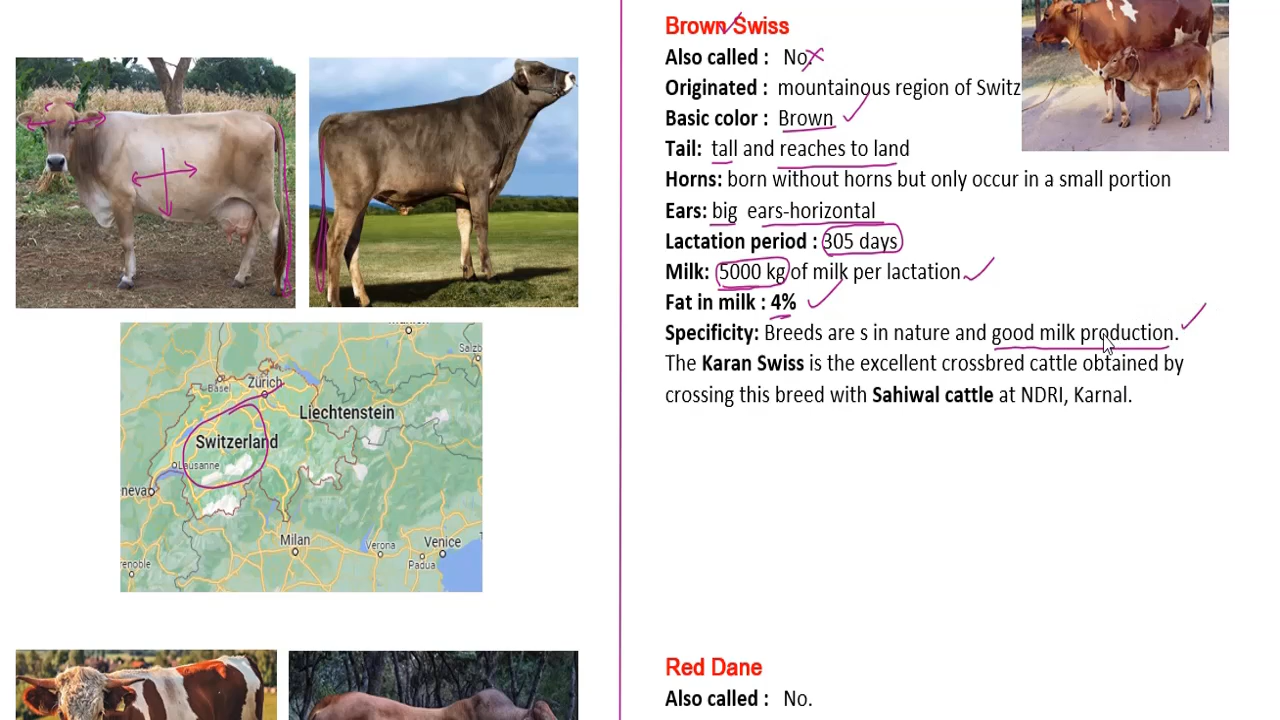 Brown Swiss
Also called : No.
Originated : mountainous region of Switz
Basic color : Brown
Tail: tall and reaches to land
Horns: born without horns but only occur in a small portion
Ears: big ears-horizontal
Lactation period : 305 days
Milk: 5000 kg of milk per lactation
Fat in milk : 4%
Specificity: Breeds are s in nature and good milk production.
The Karan Swiss is the excellent crossbred cattle obtained by
crossing this breed with Sahiwal cattle at NDRI, Karnal.
Salzb
Zürich
Basel
Liechtenstein
Switzerland
Lausanne
neva
Milan
Verona
Venice
Padua
renoble
Red Dane
Also called : No.